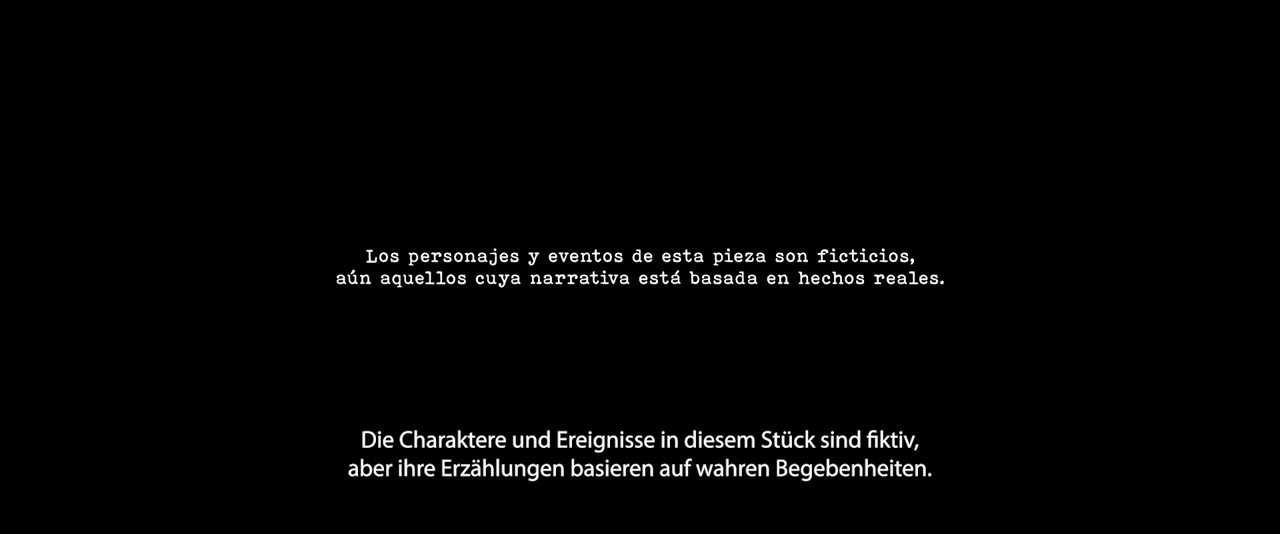 Los personajes y eventos de esta pieza son ficticios,
aún aquellos cuya narrativa está basada en hechos reales.
Die Charaktere und Ereignisse in diesem Stück sind fiktiv,
aber ihre Erzählungen basieren auf wahren Begebenheiten.